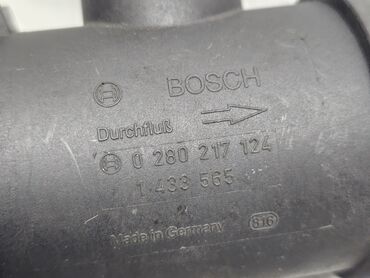 BOSCH
Durchfluß
0 280 217 124
1 433 565
Made in Germany 816